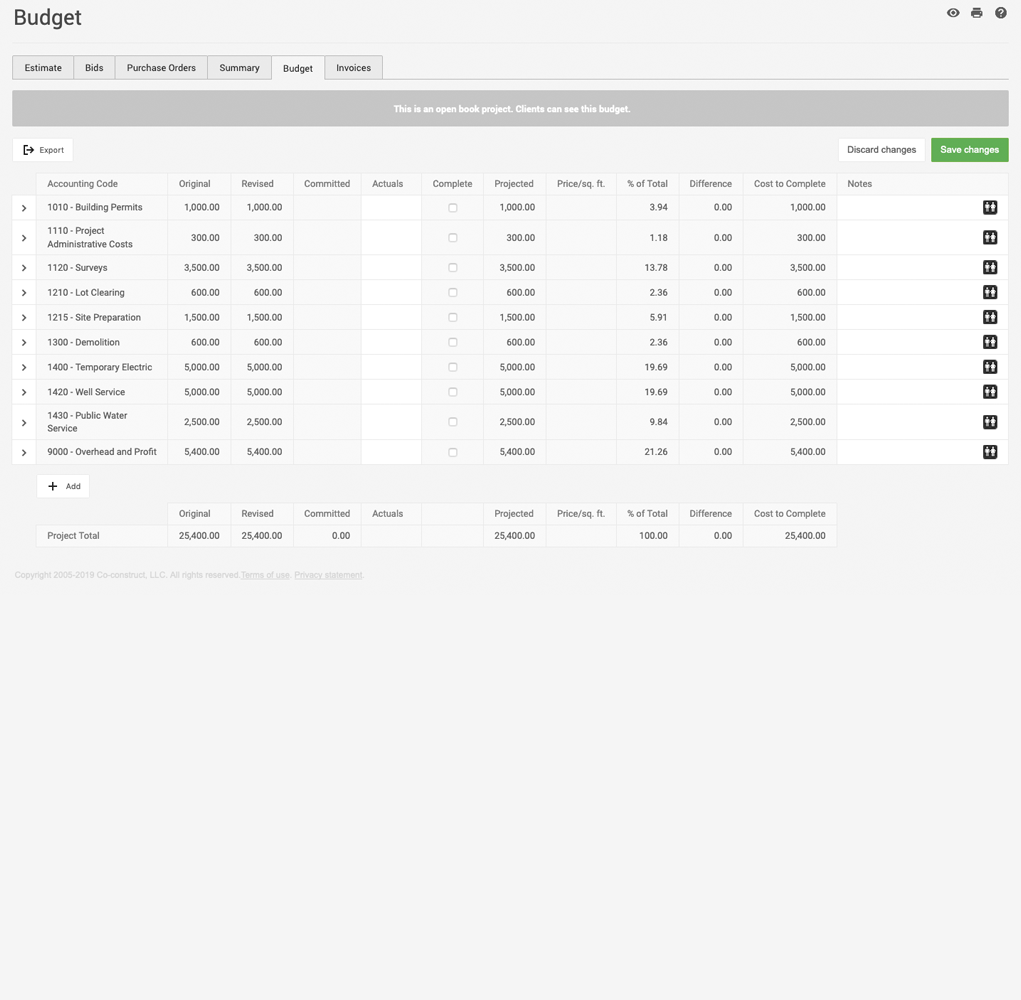 Budget
Estimate Bids Purchase Orders Summary Budget Invoices
This is an open book project. Clients can see this budget.
Export Discard changes Save changes
Accounting Code Original Revised Committed Actuals Complete Projected Price/sq. ft. % of Total Difference Cost to Complete Notes
1010 - Building Permits 1,000.00 1,000.00 1,000.00 3.94 0.00 1,000.00
1110 - Project
Administrative Costs 300.00 300.00 300.00 1.18 0.00 300.00
1120 - Surveys 3,500.00 3,500.00 3,500.00 13.78 0.00 3,500.00
1210 - Lot Clearing 600.00 600.00 600.00 2.36 0.00 600.00
1215 - Site Preparation 1,500.00 1,500.00 1,500.00 5.91 0.00 1,500.00
1300 - Demolition 600.00 600.00 600.00 2.36 0.00 600.00
1400 - Temporary Electric 5,000.00 5,000.00 5,000.00 19.69 0.00 5,000.00
1420 - Well Service 5,000.00 5,000.00 5,000.00 19.69 0.00 5,000.00
1430 - Public Water
Service 2,500.00 2,500.00 2,500.00 9.84 0.00 2,500.00
9000 - Overhead and Profit 5,400.00 5,400.00 5,400.00 21.26 0.00 5,400.00
Add
Original Revised Committed Actuals Projected Price/sq. ft. % of Total Difference Cost to Complete
Project Total 25,400.00 25,400.00 0.00 25,400.00 100.00 0.00 25,400.00
Copyright 2005-2019 Co-construct, LLC. All rights reserved. Terms of use. Privacy statement.